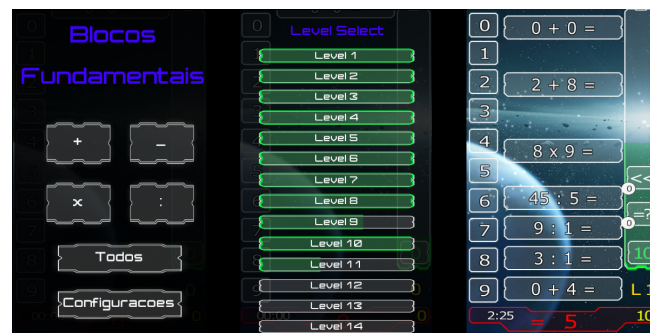 Blocos
Fundamentais
+
-
x
:
Todos
Configuracoes
Level Select
Level 1
Level 2
Level 3
Level 4
Level 5
Level 6
Level 7
Level 8
Level 9
Level 10
Level 11
Level 12
Level 13
Level 14
0
0 + 0 =
1
2
2 + 8 =
3
4
8 x 9 =
5
<<
0
6
45 : 5 =
=?
0
7
9 : 1 =
8
3 : 1 =
10
9
0 + 4 =
2:25
= 5